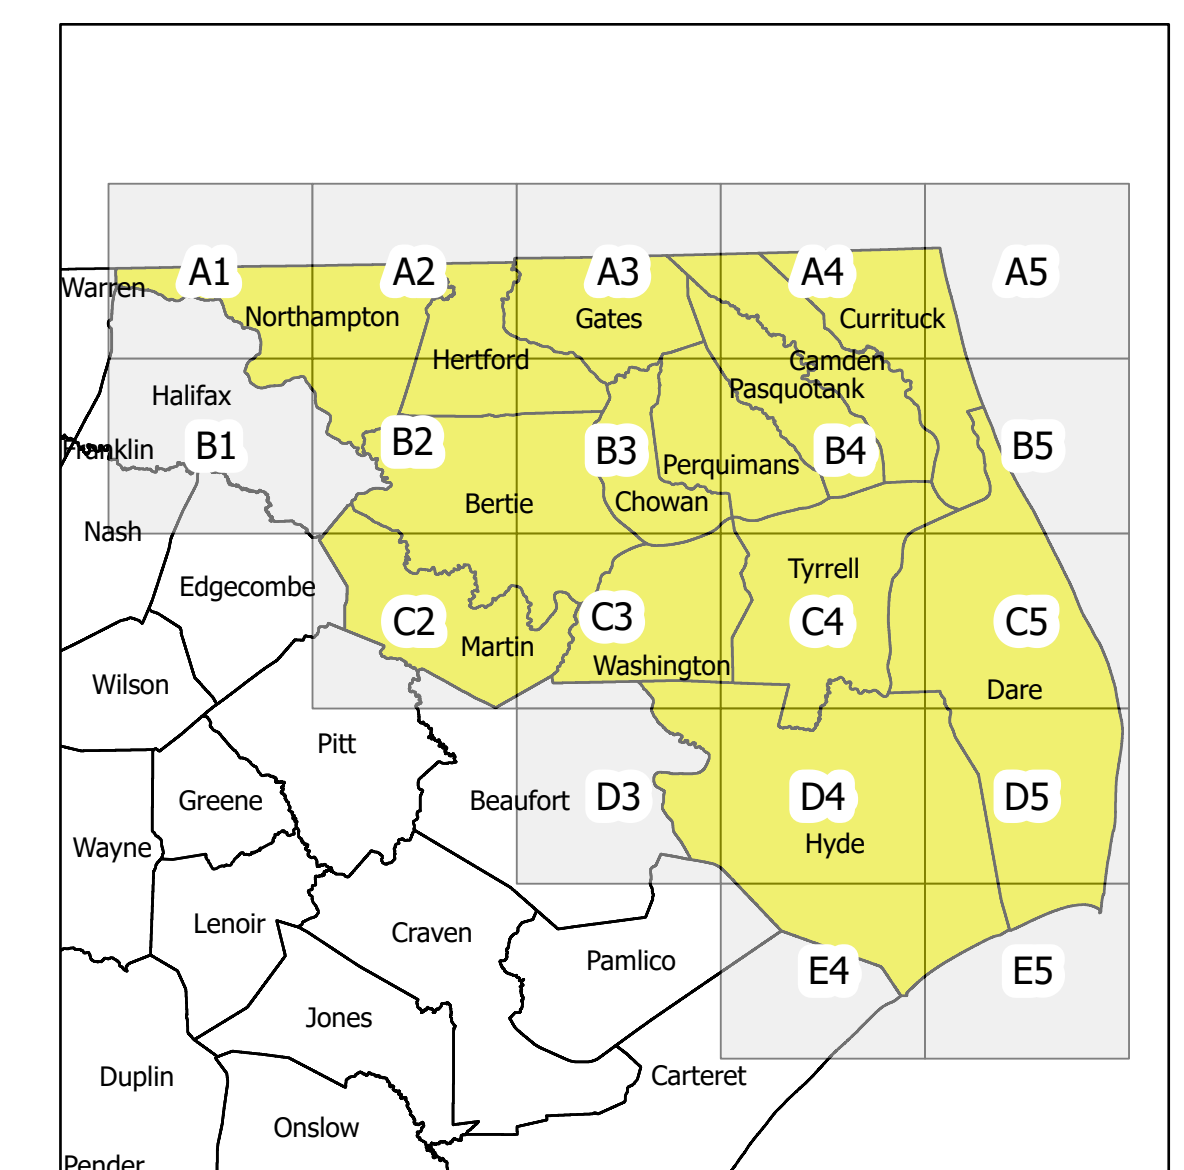 A1
A2
A3
A4
A5
Warren
Northampton
Gates
Currituck
Hertford
Camden
Pasquotank
Halifax
Franklin
B1
B2
B3
B4
B5
Perquimans
Bertie
Chowan
Nash
Edgecombe
Tyrrell
C2
C3
C4
C5
Martin
Washington
Wilson
Dare
Pitt
Greene
Beaufort
D3
D4
D5
Wayne
Hyde
Lenoir
Craven
Pamlico
E4
E5
Jones
Duplin
Carteret
Onslow
Pender